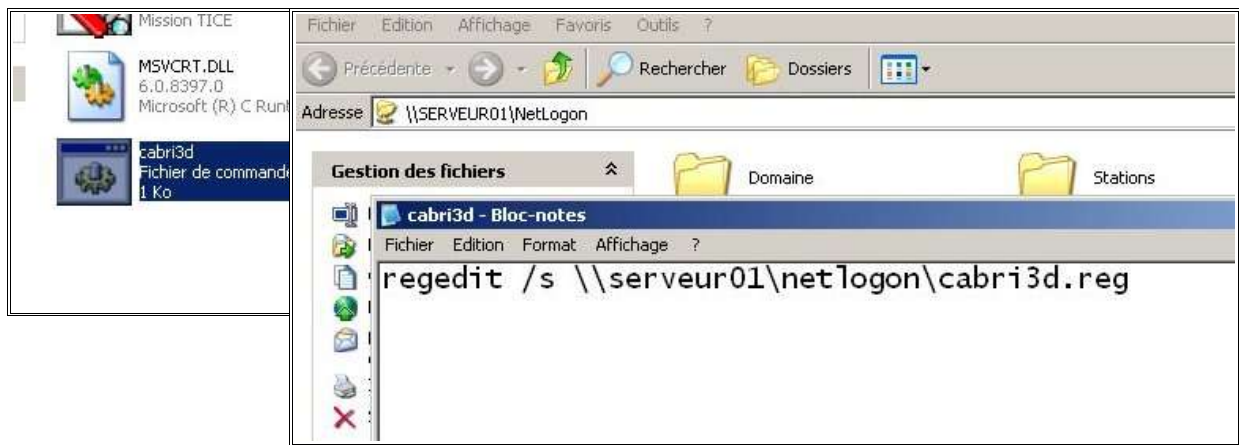 Mission TICE
MSVCRT.DLL
6.0.8397.0
Microsoft (R) C Run
cabri3d
Fichier de commande
1 Ko
Fichier Edition Affichage Favoris Outils ?
Précédente Rechercher Dossiers
Adresse \\SERVEUR01\NetLogon
Gestion des fichiers
Domaine
Stations
cabri3d - Bloc-notes
Fichier Edition Format Affichage ?
regedit /s \\serveur01\netlogon\cabri3d.reg